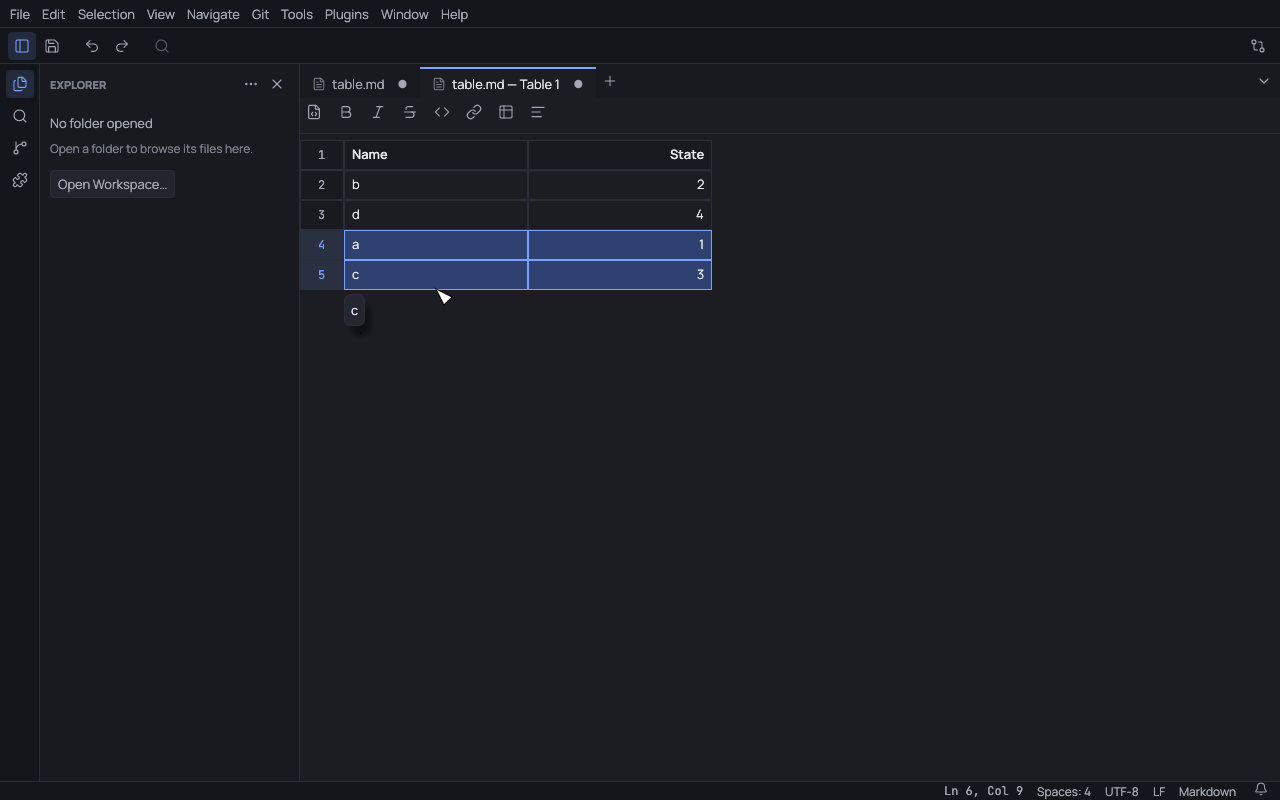 File Edit Selection View Navigate Git Tools Plugins Window Help
EXPLORER
No folder opened
Open a folder to browse its files here.
Open Workspace…
table.md
table.md — Table 1
1 Name State
2 b 2
3 d 4
4 a 1
5 c 3
c
Ln 6, Col 9 Spaces: 4 UTF-8 LF Markdown